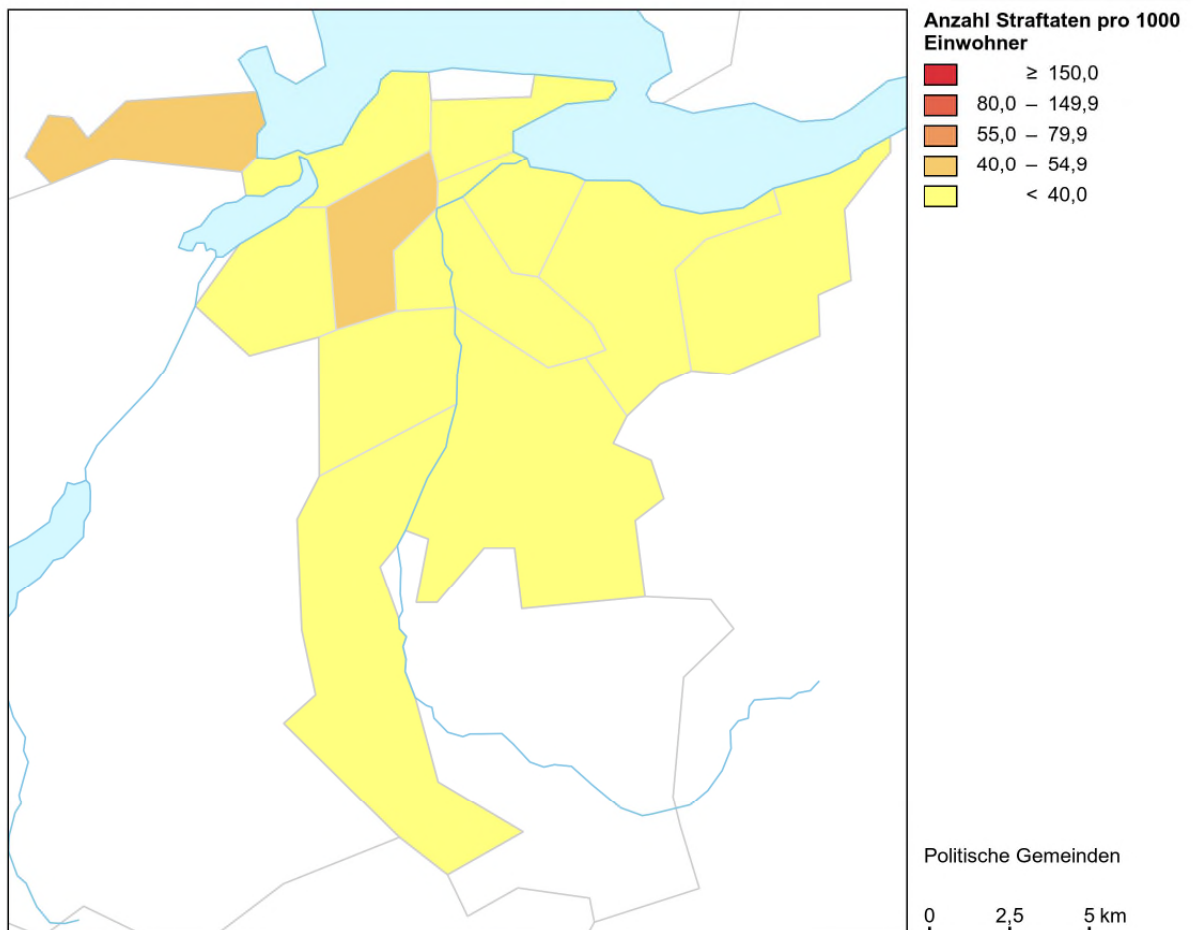 Anzahl Straftaten pro 1000
Einwohner
≥ 150,0
80,0 – 149,9
55,0 – 79,9
40,0 – 54,9
< 40,0
Politische Gemeinden
0 2,5 5 km